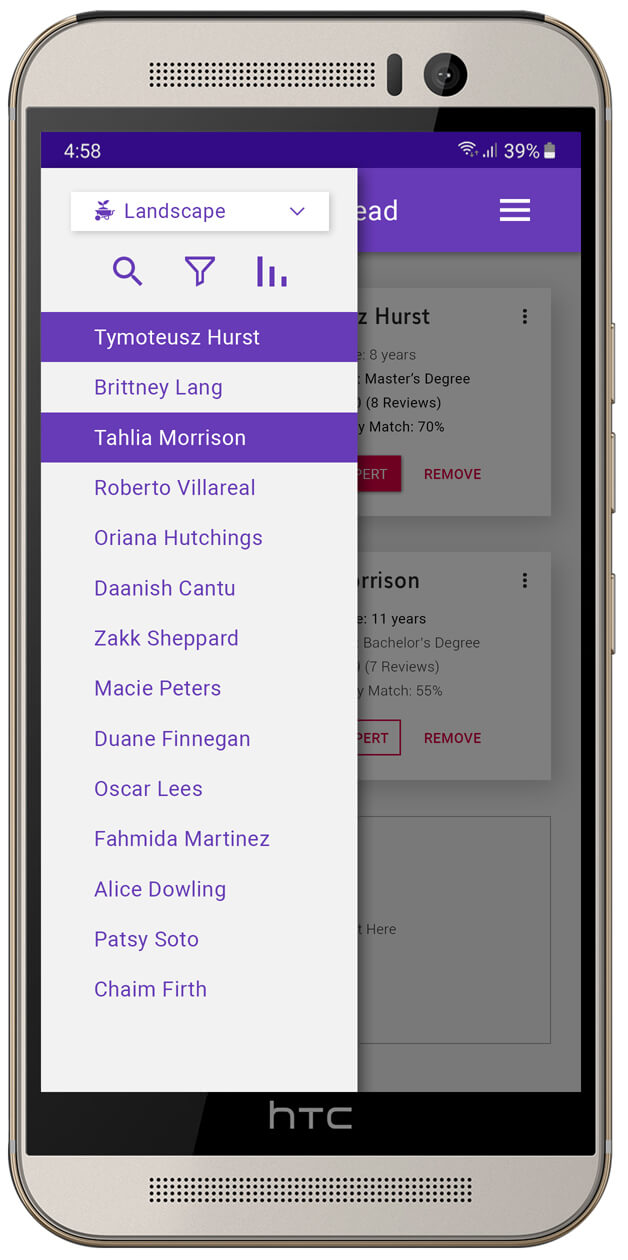 4:58
39%
Landscape
ead
Tymoteusz Hurst
Brittney Lang
Tahlia Morrison
Roberto Villareal
Oriana Hutchings
Daanish Cantu
Zakk Sheppard
Macie Peters
Duane Finnegan
Oscar Lees
Fahmida Martinez
Alice Dowling
Patsy Soto
Chaim Firth
z Hurst
e: 8 years
: Master’s Degree
(8 Reviews)
y Match: 70%
PERT
REMOVE
rrison
e: 11 years
: Bachelor's Degree
(7 Reviews)
y Match: 55%
PERT
REMOVE
t Here
hTC